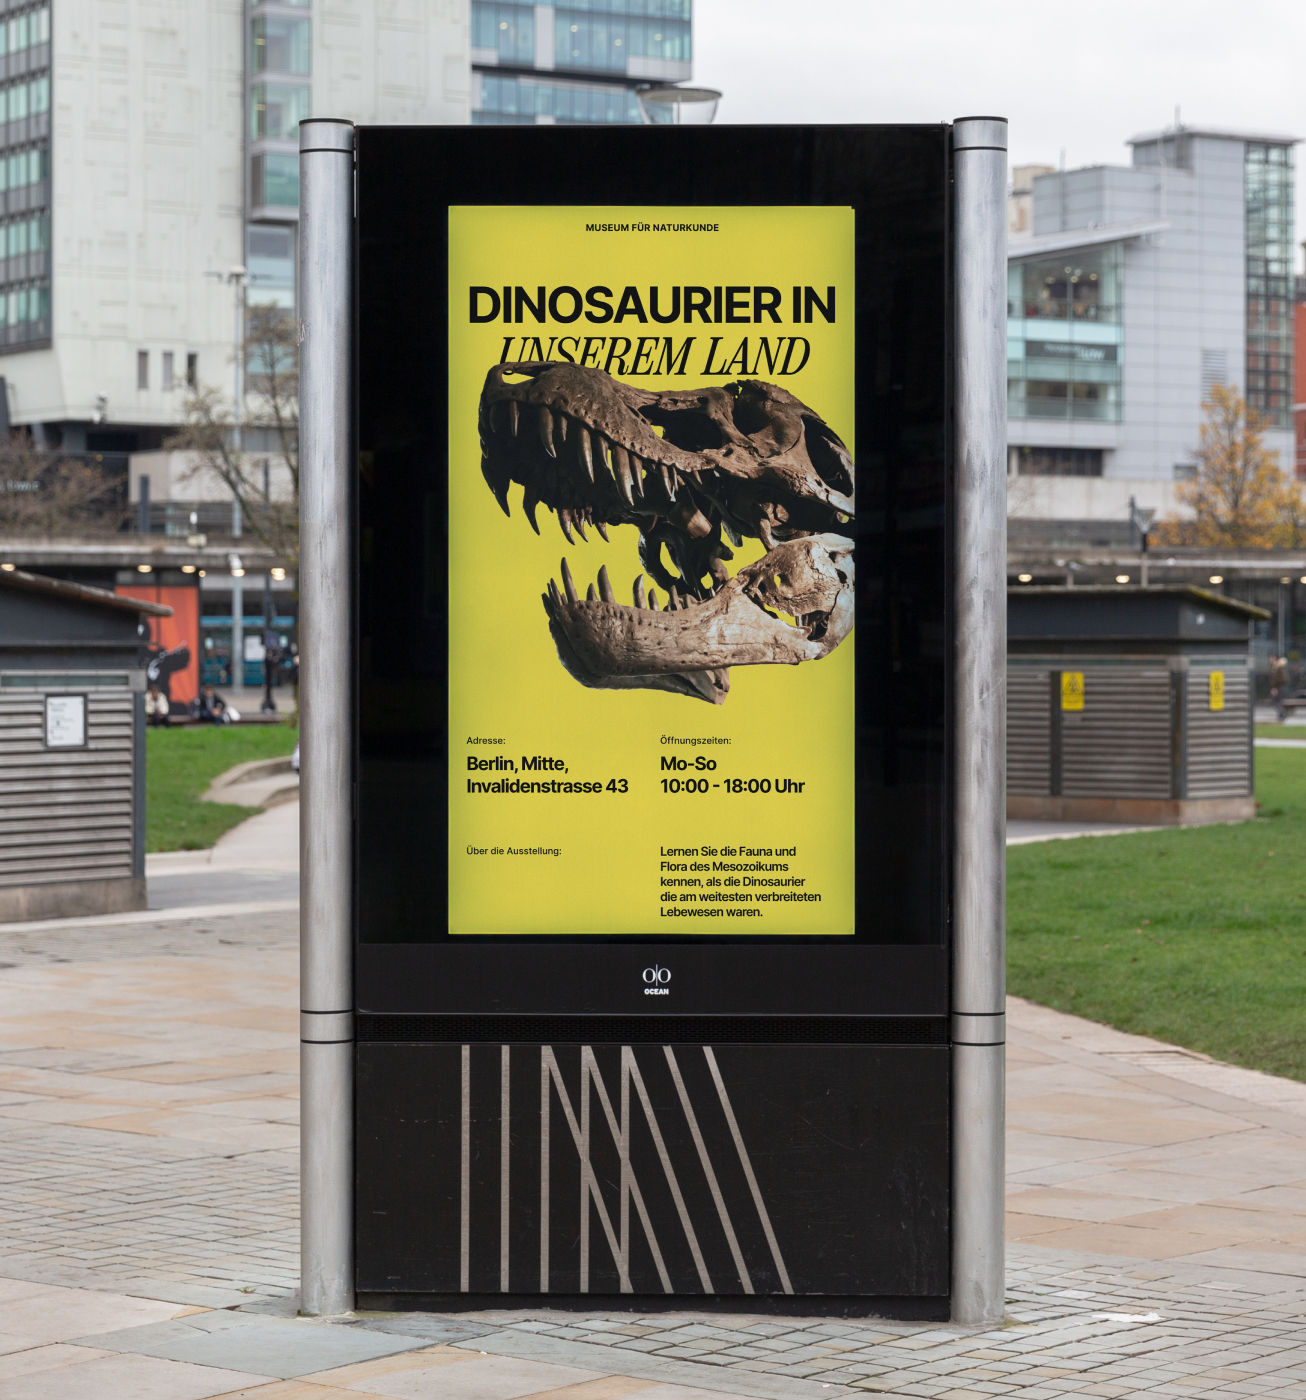 MUSEUM FÜR NATURKUNDE
DINOSAURIER IN
UNSEREM LAND
Adresse:
Berlin, Mitte,
Invalidenstrasse 43
Öffnungszeiten:
Mo-So
10:00 - 18:00 Uhr
Über die Ausstellung:
Lernen Sie die Fauna und
Flora des Mesozoikums
kennen, als die Dinosaurier
die am weitesten verbreiteten
Lebewesen waren.
O|O
OCEAN